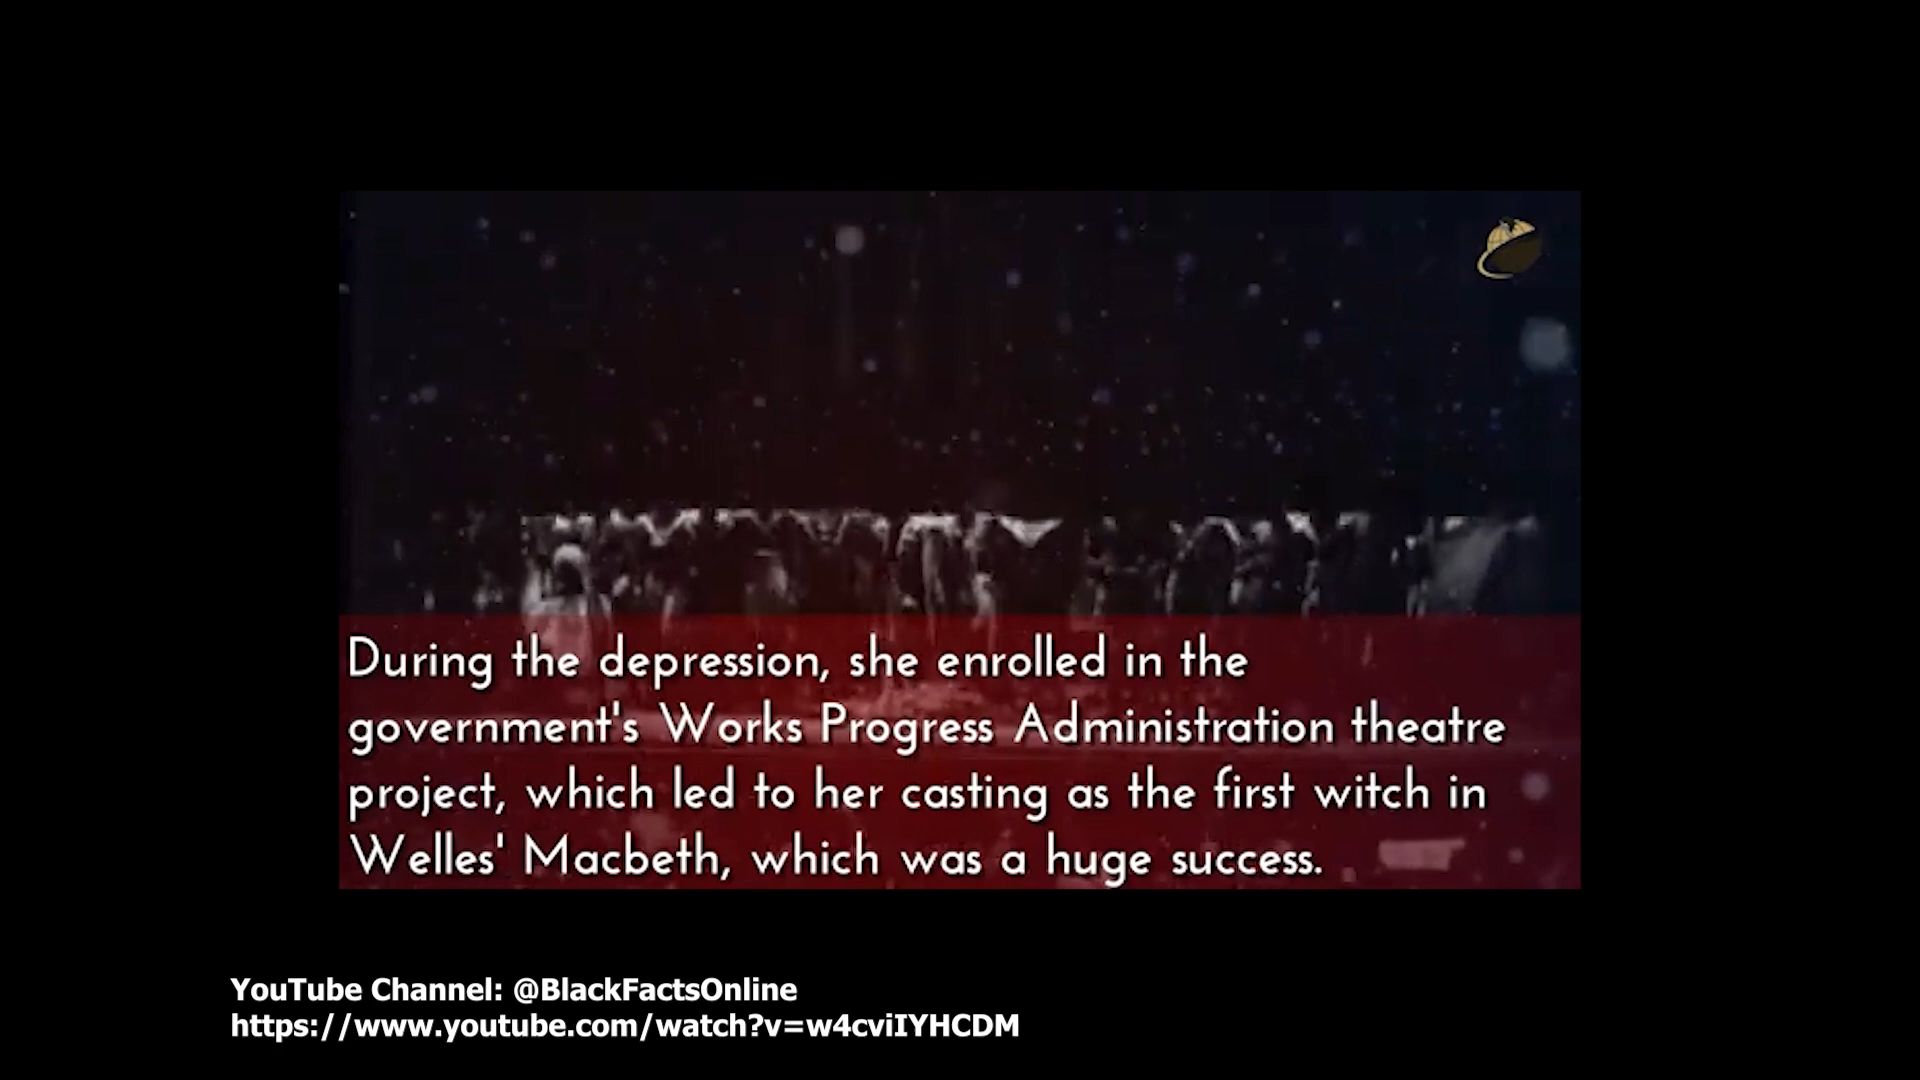 During the depression, she enrolled in the
government's Works Progress Administration theatre
project, which led to her casting as the first witch in
Welles' Macbeth, which was a huge success.
YouTube Channel: @BlackFactsOnline
https://www.youtube.com/watch?v=w4cviIYHCDM